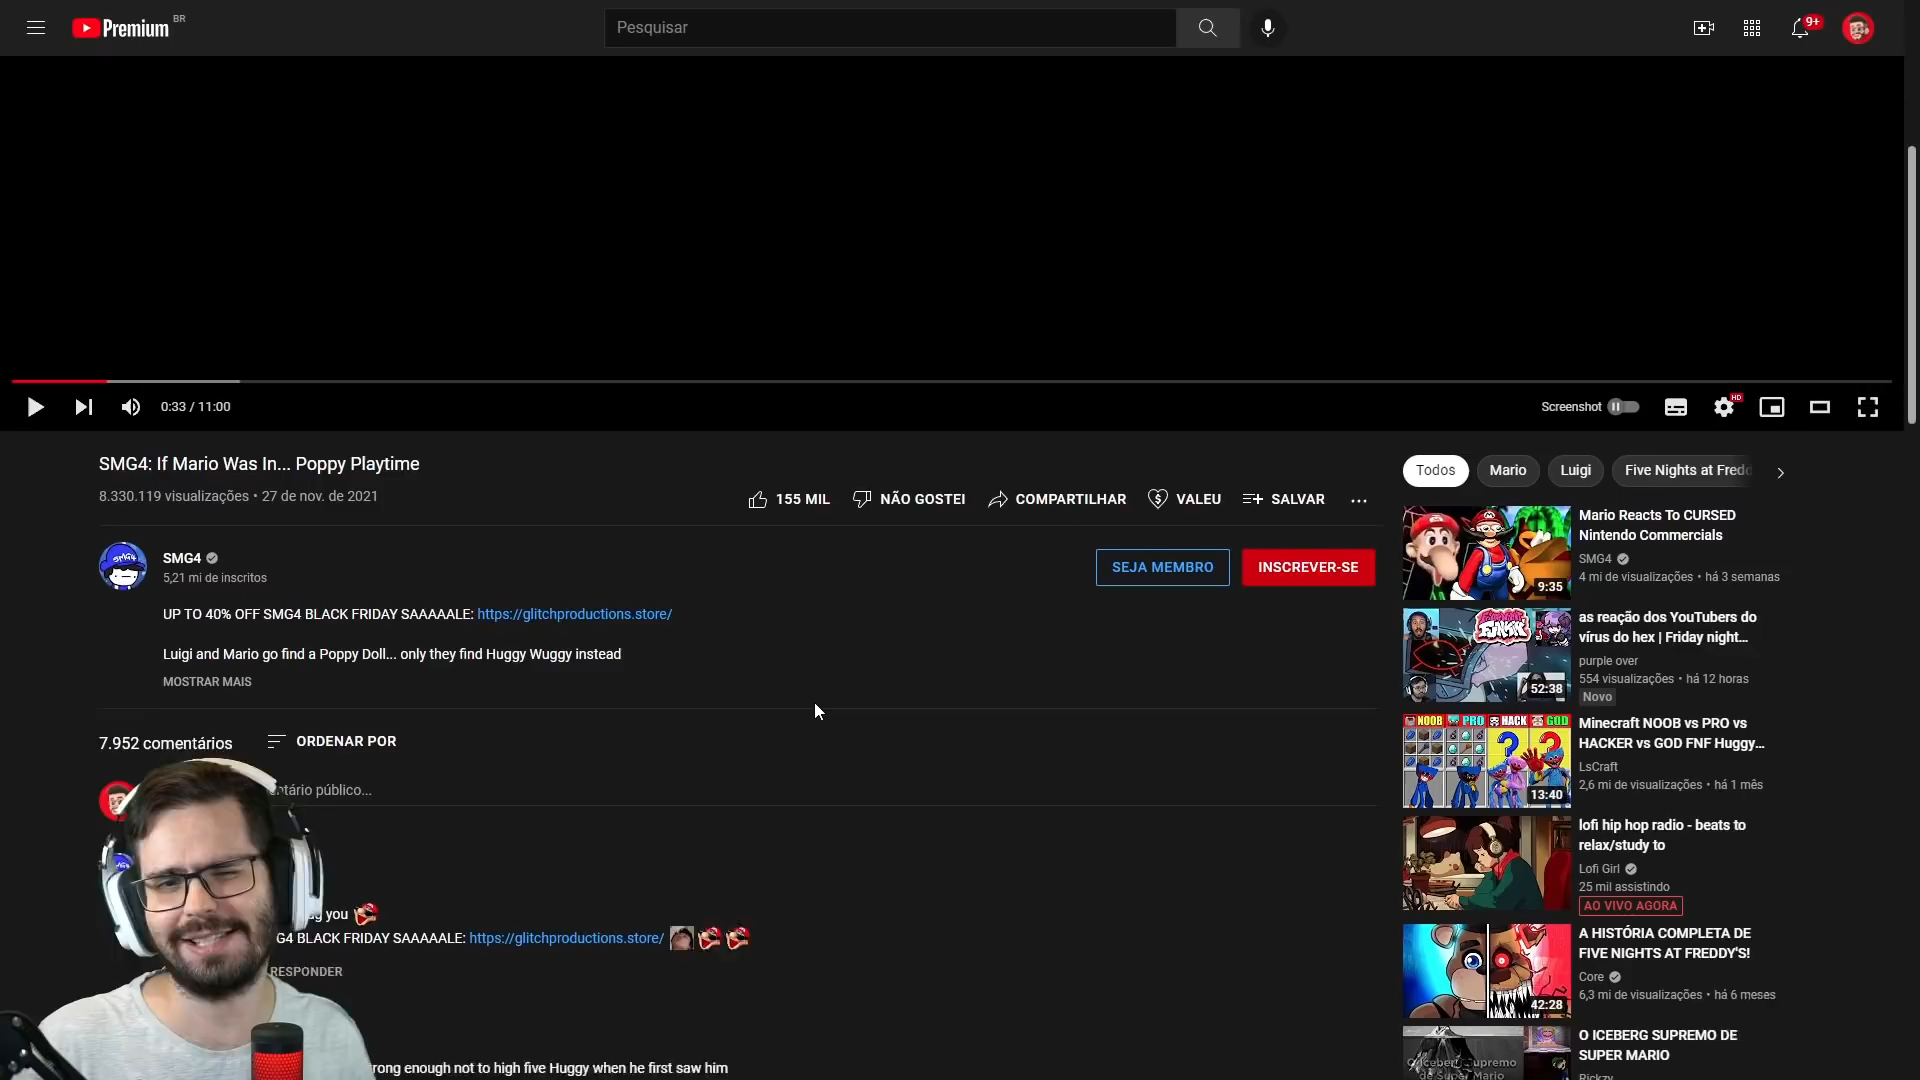 Premium BR
Pesquisar
9+
0:33 / 11:00
Screenshot
HD
SMG4: If Mario Was In... Poppy Playtime
8.330.119 visualizações • 27 de nov. de 2021
155 MIL
NÃO GOSTEI
COMPARTILHAR
VALEU
SALVAR
SMG4
5,21 mi de inscritos
SEJA MEMBRO
INSCREVER-SE
UP TO 40% OFF SMG4 BLACK FRIDAY SAAAAALE: https://glitchproductions.store/
Luigi and Mario go find a Poppy Doll... only they find Huggy Wuggy instead
MOSTRAR MAIS
7.952 comentários
ORDENAR POR
público...
you
G4 BLACK FRIDAY SAAAAALE: https://glitchproductions.store/
RESPONDER
enough not to high five Huggy when he first saw him
Todos
Mario
Luigi
Five Nights at Fredd
9:35
Mario Reacts To CURSED
Nintendo Commercials
SMG4
4 mi de visualizações • há 3 semanas
52:38
as reação dos YouTubers do
vírus do hex | Friday night...
purple over
554 visualizações • há 12 horas
Novo
NOOB PRO HACK GOD
13:40
Minecraft NOOB vs PRO vs
HACKER vs GOD FNF Huggy...
LsCraft
2,6 mi de visualizações • há 1 mês
lofi hip hop radio - beats to
relax/study to
Lofi Girl
25 mil assistindo
AO VIVO AGORA
42:28
A HISTÓRIA COMPLETA DE
FIVE NIGHTS AT FREDDY'S!
Core
6,3 mi de visualizações • há 6 meses
O Iceberg Supremo
de Super Mario
O ICEBERG SUPREMO DE
SUPER MARIO
Rickzy